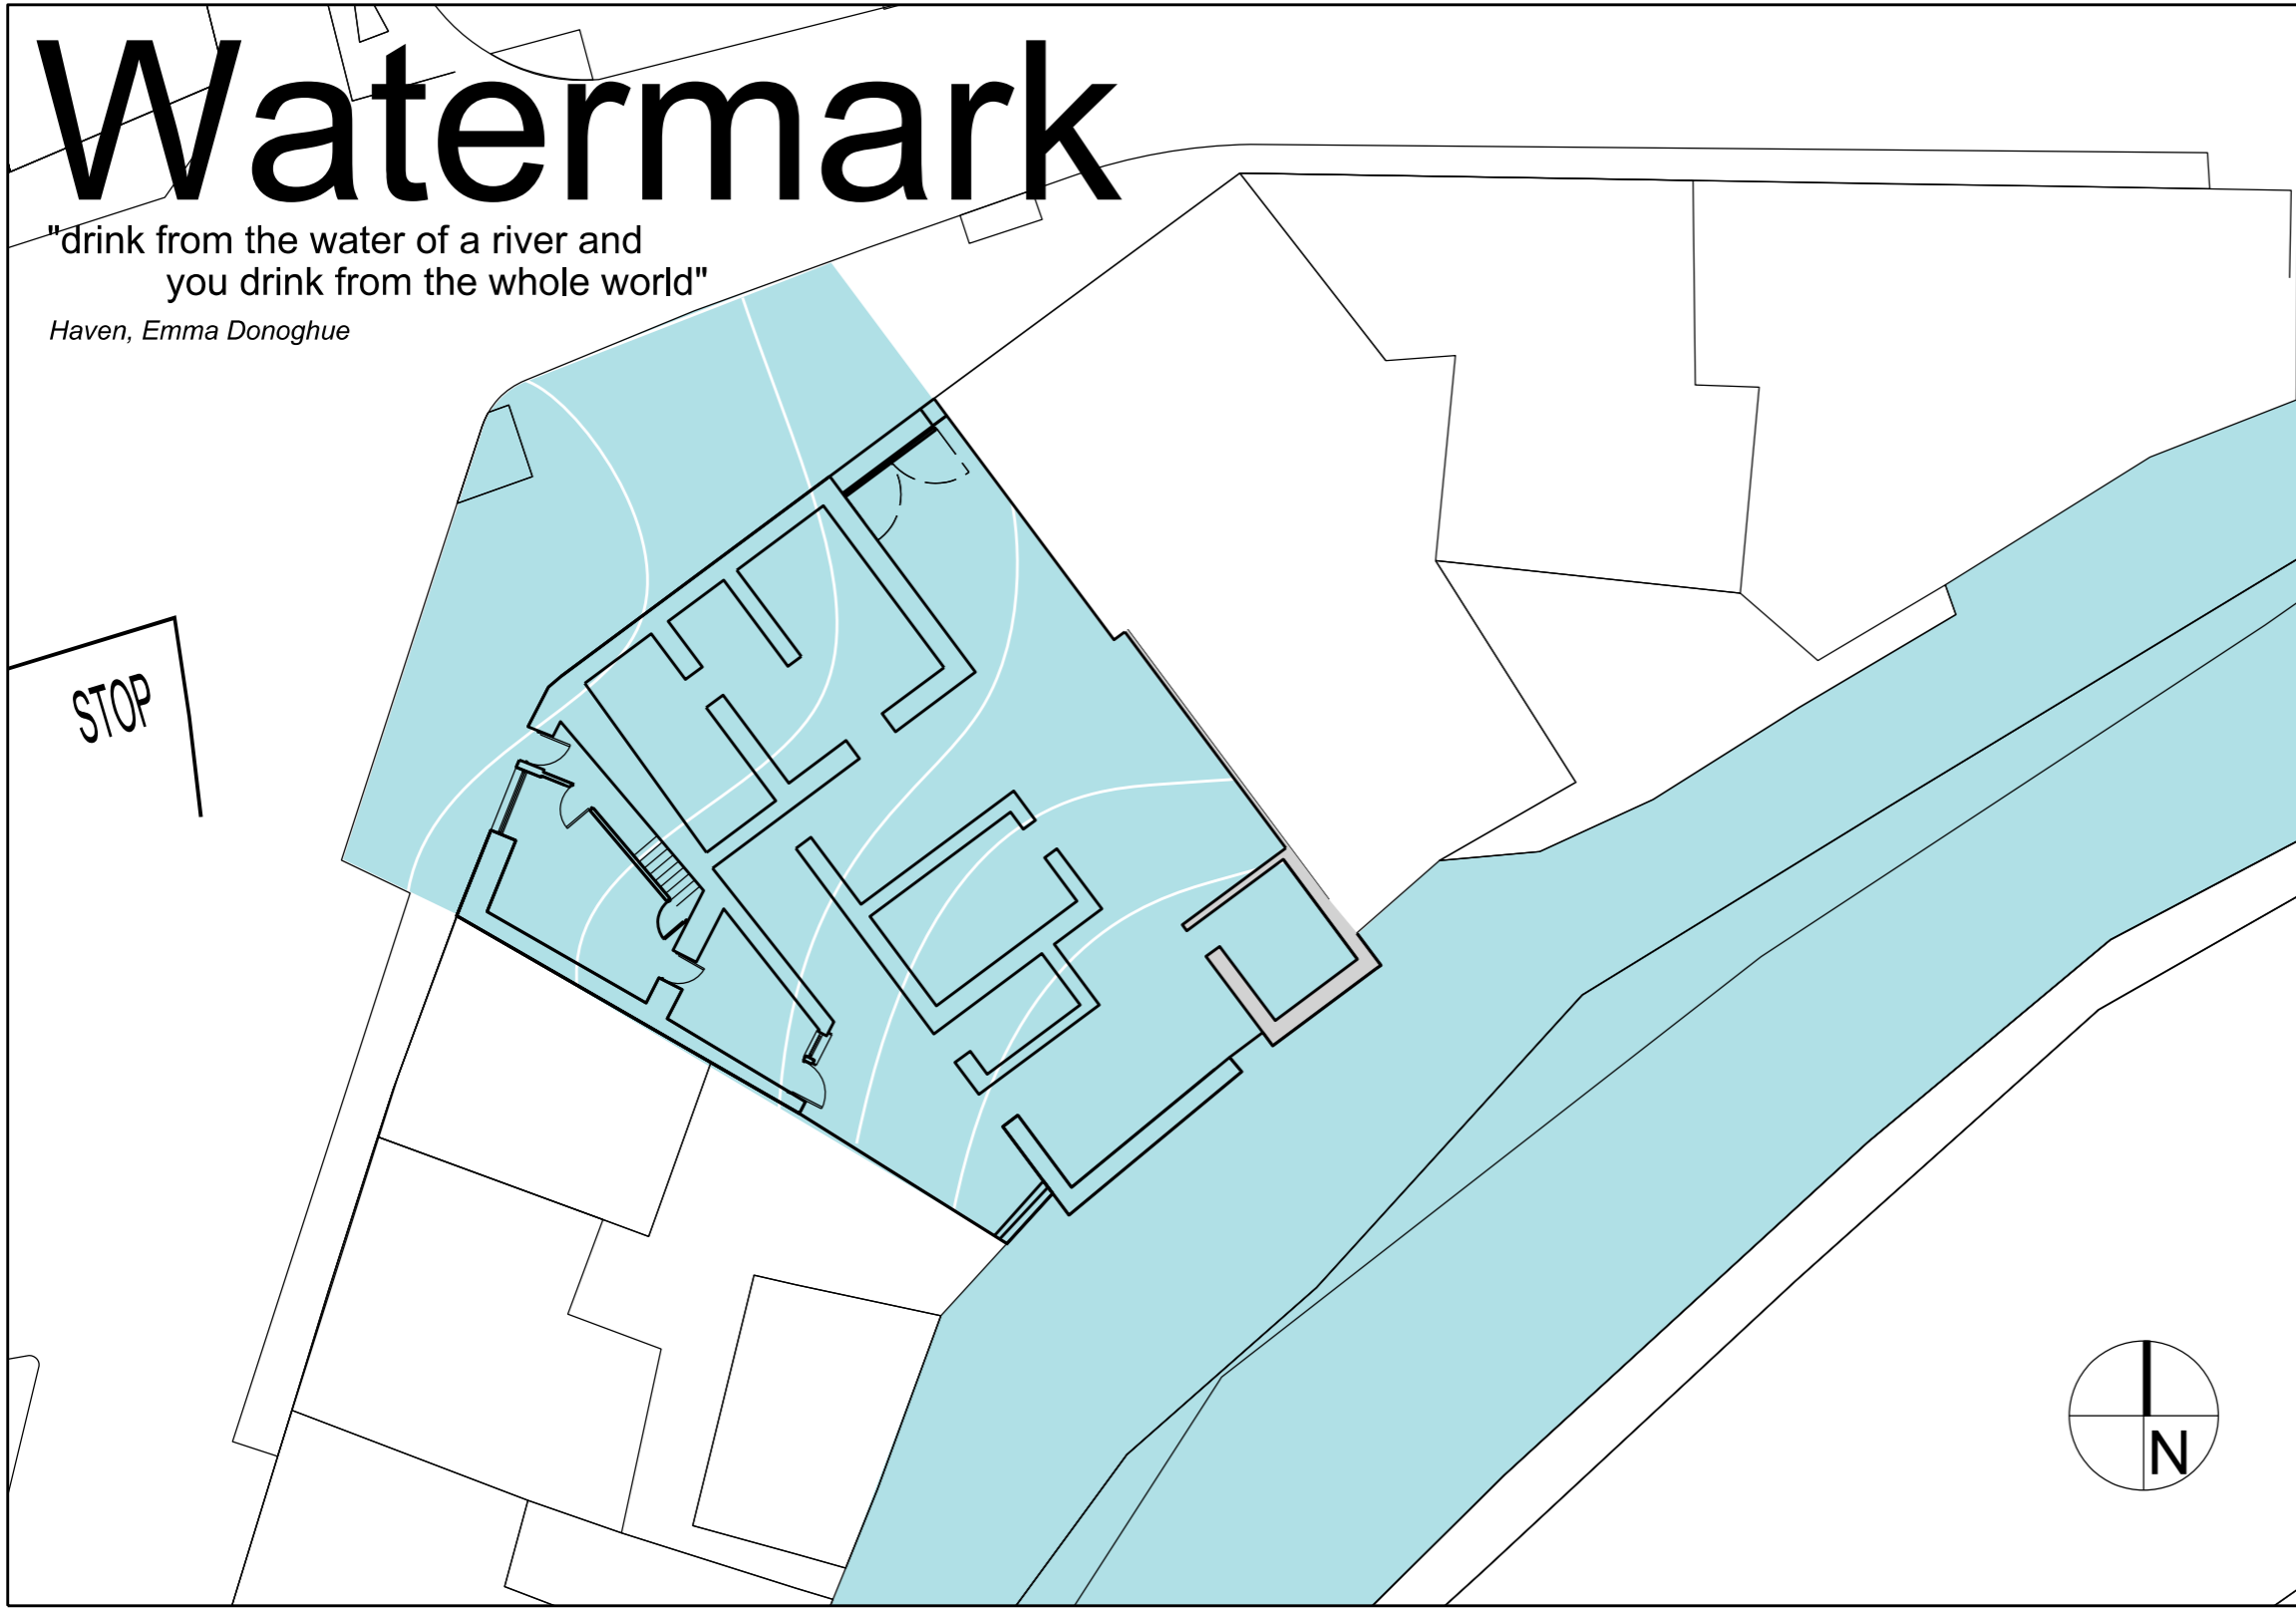 Watermark
"drink from the water of a river and
you drink from the whole world"
Haven, Emma Donoghue
STOP
N